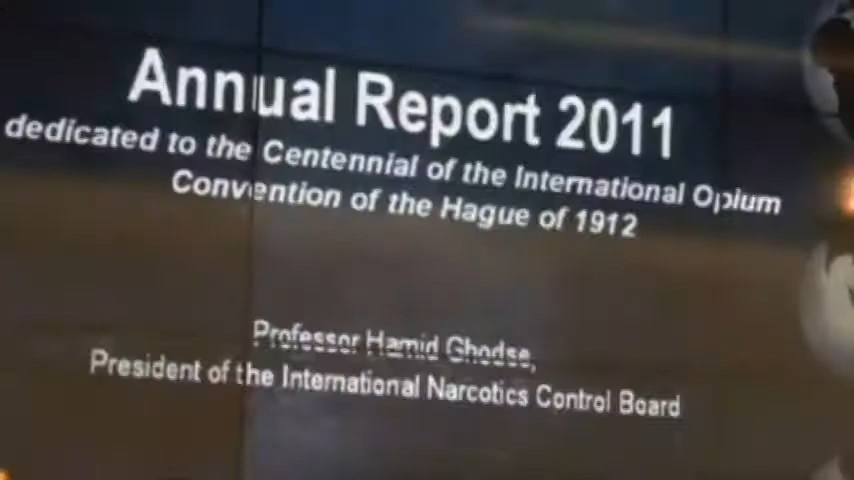 Annual Report 2011
dedicated to the Centennial of the International Opium
Convention of the Hague of 1912
Professor Hamid Ghodse,
President of the International Narcotics Control Board